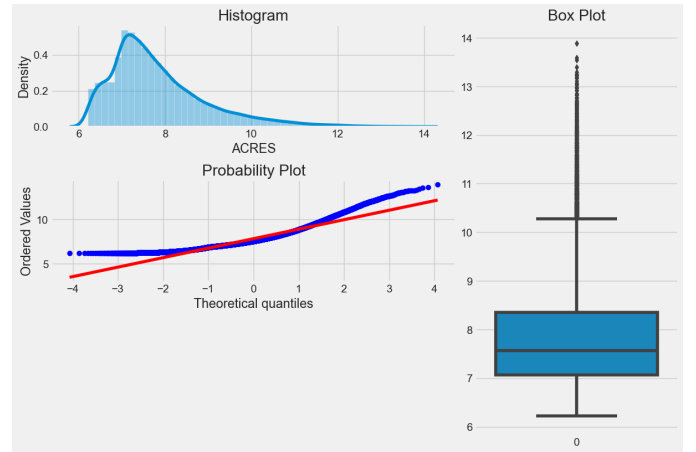 Histogram
Density
0.4
0.2
0.0
6 8 10 12 14
ACRES
Probability Plot
Ordered Values
10
5
−4 −3 −2 −1 0 1 2 3 4
Theoretical quantiles
Box Plot
14
13
12
11
10
9
8
7
6
0